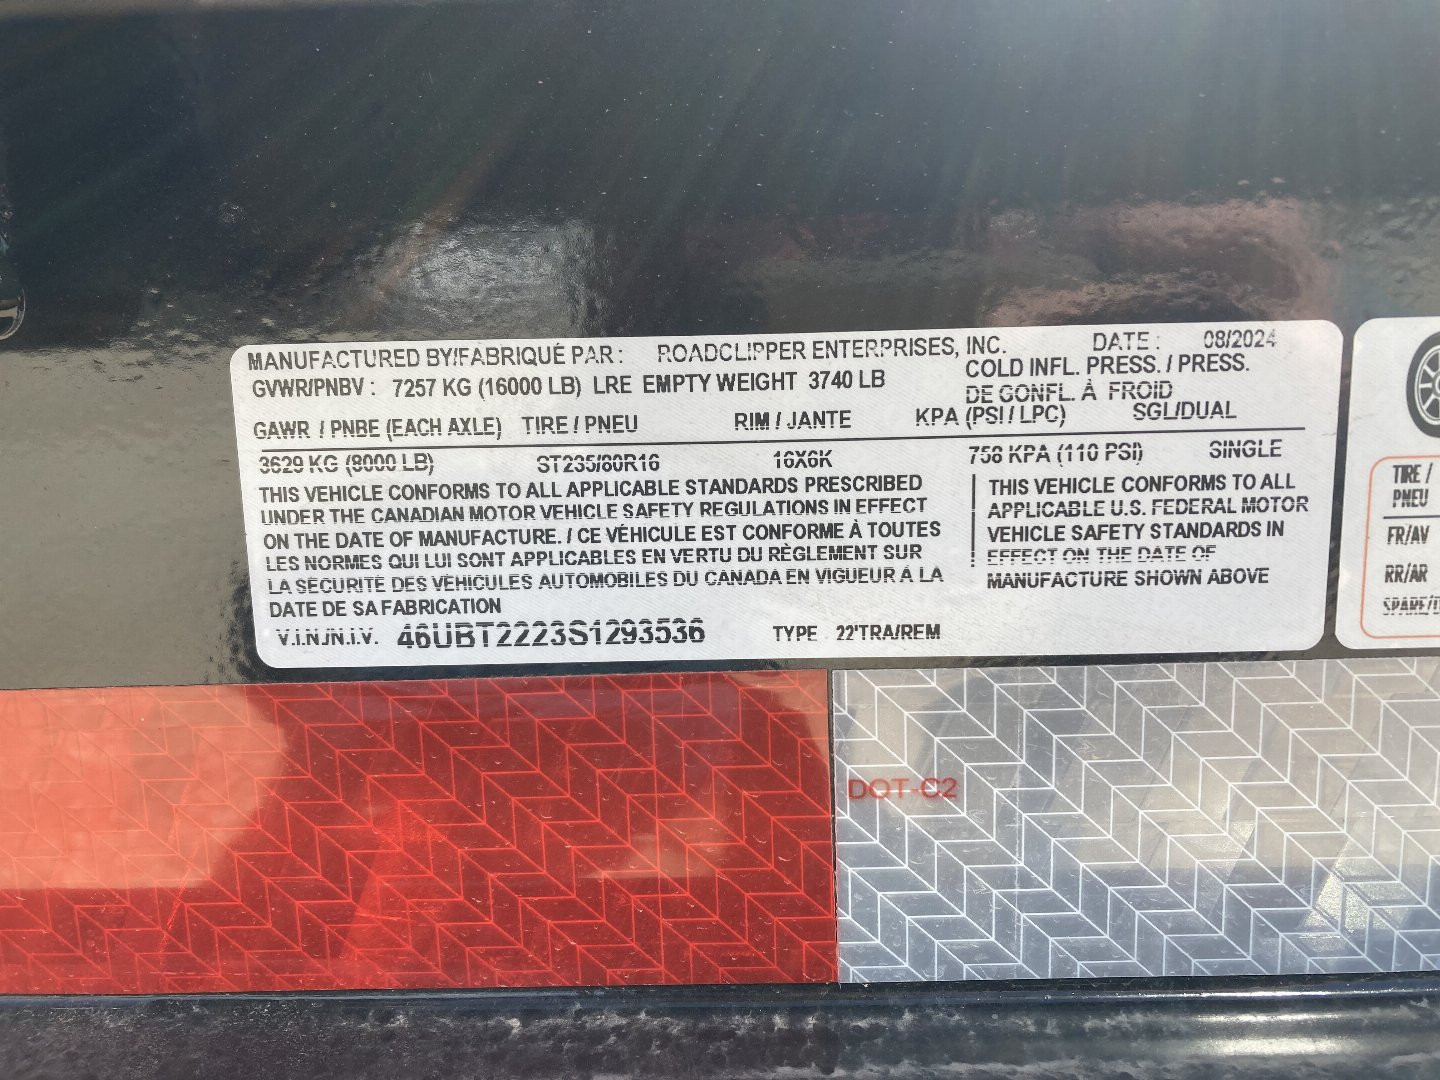 MANUFACTURED BY/FABRIQUÉ PAR : ROADCLIPPER ENTERPRISES, INC. DATE : 08/2024
GVWR/PNBV : 7257 KG (16000 LB) LRE EMPTY WEIGHT 3740 LB COLD INFL. PRESS. / PRESS.
DE GONFL. À FROID
GAWR / PNBE (EACH AXLE) TIRE / PNEU RIM / JANTE KPA (PSI / LPC) SGL/DUAL
3629 KG (8000 LB) ST235/80R16 16X6K 758 KPA (110 PSI) SINGLE
THIS VEHICLE CONFORMS TO ALL APPLICABLE STANDARDS PRESCRIBED
UNDER THE CANADIAN MOTOR VEHICLE SAFETY REGULATIONS IN EFFECT
ON THE DATE OF MANUFACTURE. / CE VÉHICULE EST CONFORME À TOUTES
LES NORMES QUI LUI SONT APPLICABLES EN VERTU DU RÈGLEMENT SUR
LA SÉCURITÉ DES VÉHICULES AUTOMOBILES DU CANADA EN VIGUEUR À LA
DATE DE SA FABRICATION
THIS VEHICLE CONFORMS TO ALL
APPLICABLE U.S. FEDERAL MOTOR
VEHICLE SAFETY STANDARDS IN
EFFECT ON THE DATE OF
MANUFACTURE SHOWN ABOVE
V.I.N./N.I.V. 46UBT2223S1293536 TYPE 22'TRA/REM
TIRE /
PNEU
FR/AV
RR/AR
DOT-C2